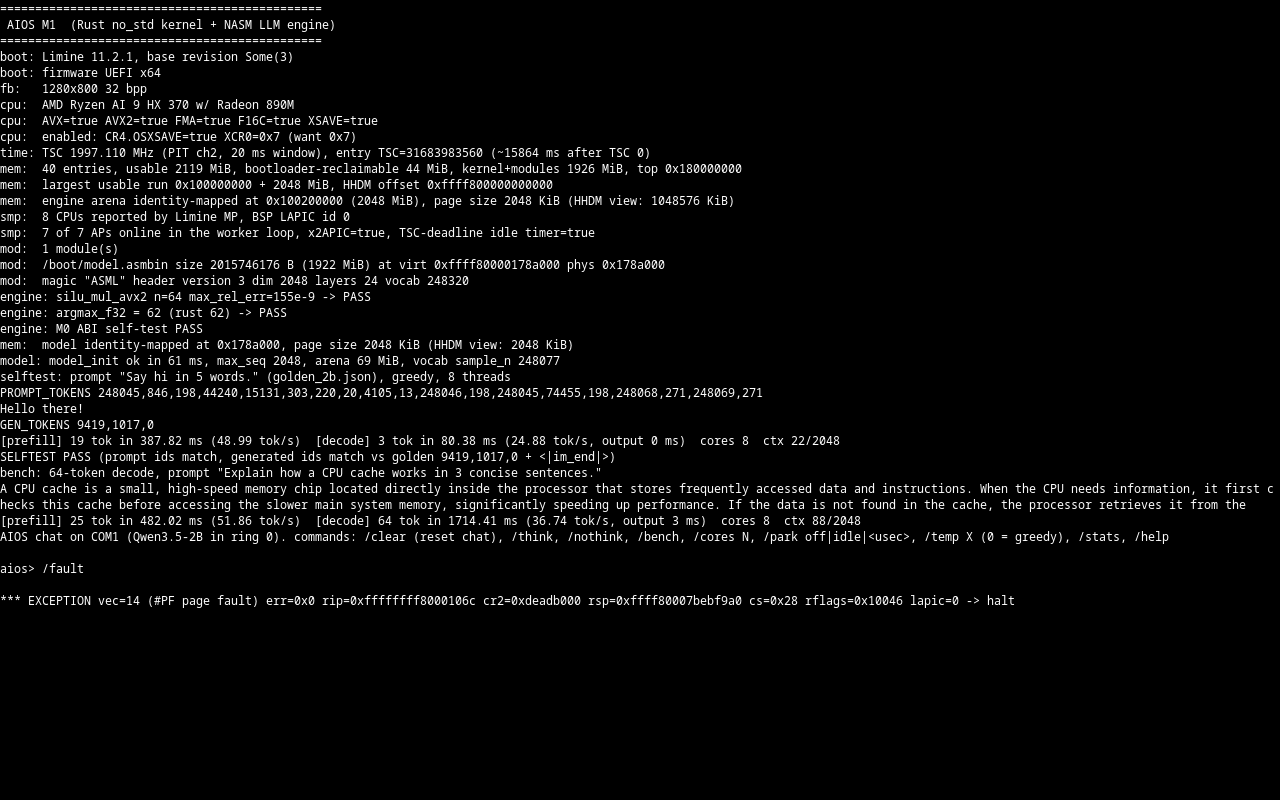 ==============================================
 AIOS M1  (Rust no_std kernel + NASM LLM engine)
==============================================
boot: Limine 11.2.1, base revision Some(3)
boot: firmware UEFI x64
fb:   1280x800 32 bpp
cpu:  AMD Ryzen AI 9 HX 370 w/ Radeon 890M
cpu:  AVX=true AVX2=true FMA=true F16C=true XSAVE=true
cpu:  enabled: CR4.OSXSAVE=true XCR0=0x7 (want 0x7)
time: TSC 1997.110 MHz (PIT ch2, 20 ms window), entry TSC=31683983560 (~15864 ms after TSC 0)
mem:  40 entries, usable 2119 MiB, bootloader-reclaimable 44 MiB, kernel+modules 1926 MiB, top 0x180000000
mem:  largest usable run 0x100000000 + 2048 MiB, HHDM offset 0xffff800000000000
mem:  engine arena identity-mapped at 0x100200000 (2048 MiB), page size 2048 KiB (HHDM view: 1048576 KiB)
smp:  8 CPUs reported by Limine MP, BSP LAPIC id 0
smp:  7 of 7 APs online in the worker loop, x2APIC=true, TSC-deadline idle timer=true
mod:  1 module(s)
mod:  /boot/model.asmbin size 2015746176 B (1922 MiB) at virt 0xffff80000178a000 phys 0x178a000
mod:  magic "ASML" header version 3 dim 2048 layers 24 vocab 248320
engine: silu_mul_avx2 n=64 max_rel_err=155e-9 -> PASS
engine: argmax_f32 = 62 (rust 62) -> PASS
engine: M0 ABI self-test PASS
mem:  model identity-mapped at 0x178a000, page size 2048 KiB (HHDM view: 2048 KiB)
model: model_init ok in 61 ms, max_seq 2048, arena 69 MiB, vocab sample_n 248077
selftest: prompt "Say hi in 5 words." (golden_2b.json), greedy, 8 threads
PROMPT_TOKENS 248045,846,198,44240,15131,303,220,20,4105,13,248046,198,248045,74455,198,248068,271,248069,271
Hello there!
GEN_TOKENS 9419,1017,0
[prefill] 19 tok in 387.82 ms (48.99 tok/s)  [decode] 3 tok in 80.38 ms (24.88 tok/s, output 0 ms)  cores 8  ctx 22/2048
SELFTEST PASS (prompt ids match, generated ids match vs golden 9419,1017,0 + <|im_end|>)
bench: 64-token decode, prompt "Explain how a CPU cache works in 3 concise sentences."
A CPU cache is a small, high-speed memory chip located directly inside the processor that stores frequently accessed data and instructions. When the CPU needs information, it first c
hecks this cache before accessing the slower main system memory, significantly speeding up performance. If the data is not found in the cache, the processor retrieves it from the
[prefill] 25 tok in 482.02 ms (51.86 tok/s)  [decode] 64 tok in 1714.41 ms (36.74 tok/s, output 3 ms)  cores 8  ctx 88/2048
AIOS chat on COM1 (Qwen3.5-2B in ring 0). commands: /clear (reset chat), /think, /nothink, /bench, /cores N, /park off|idle|<usec>, /temp X (0 = greedy), /stats, /help
aios> /fault
*** EXCEPTION vec=14 (#PF page fault) err=0x0 rip=0xffffffff8000106c cr2=0xdeadb000 rsp=0xffff80007bebf9a0 cs=0x28 rflags=0x10046 lapic=0 -> halt